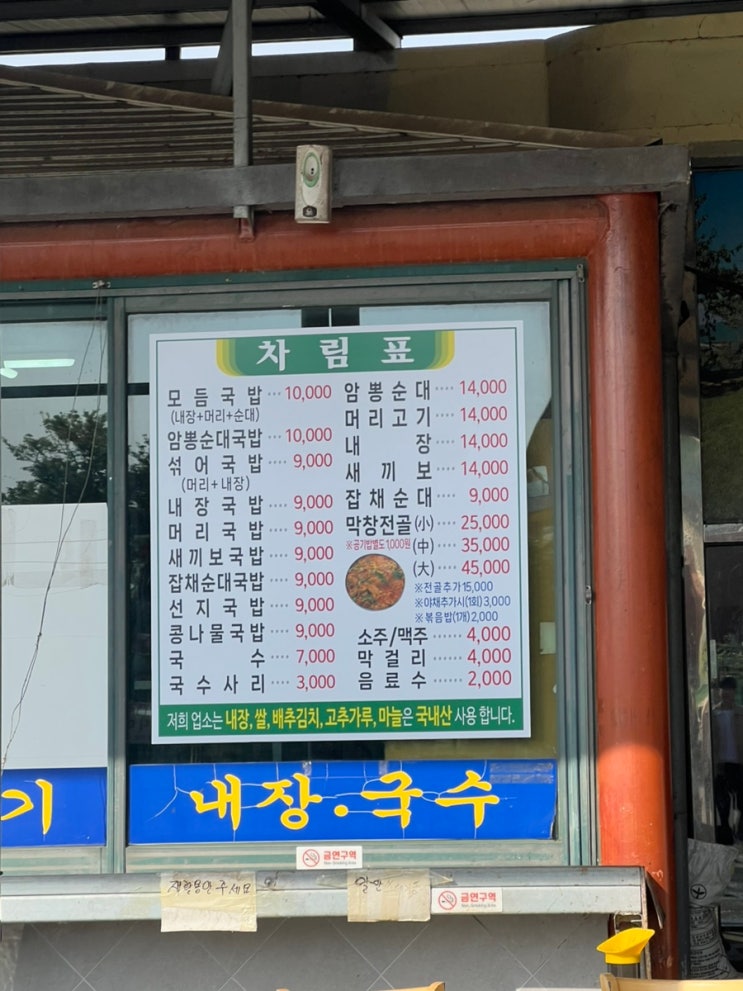 차림표
모듬국밥 ···· 10,000
(내장+머리+순대)
암뽕순대국밥 ···· 10,000
섞어국밥 ···· 9,000
(머리+내장)
내장국밥 ···· 9,000
머리국밥 ···· 9,000
새끼보국밥 ···· 9,000
잡채순대국밥 ···· 9,000
선지국밥 ···· 9,000
콩나물국밥 ···· 9,000
국수 ···· 7,000
국수사리 ···· 3,000
암뽕순대 ···· 14,000
머리고기 ···· 14,000
내장 ···· 14,000
새끼보 ···· 14,000
잡채순대 ···· 9,000
막창전골 (小) ···· 25,000
※공기밥별도 1,000원 (中) ···· 35,000
(大) ···· 45,000
※전골추가 15,000
※야채추가시(1회) 3,000
※볶음밥(1개) 2,000
소주/맥주 ······ 4,000
막걸리 ······ 4,000
음료수 ······ 2,000
저희 업소는 내장, 쌀, 배추김치, 고추가루, 마늘은 국내산 사용 합니다.
기
내장·국수
금연구역
Non-Smoking Area
금연구역
Non-Smoking Area